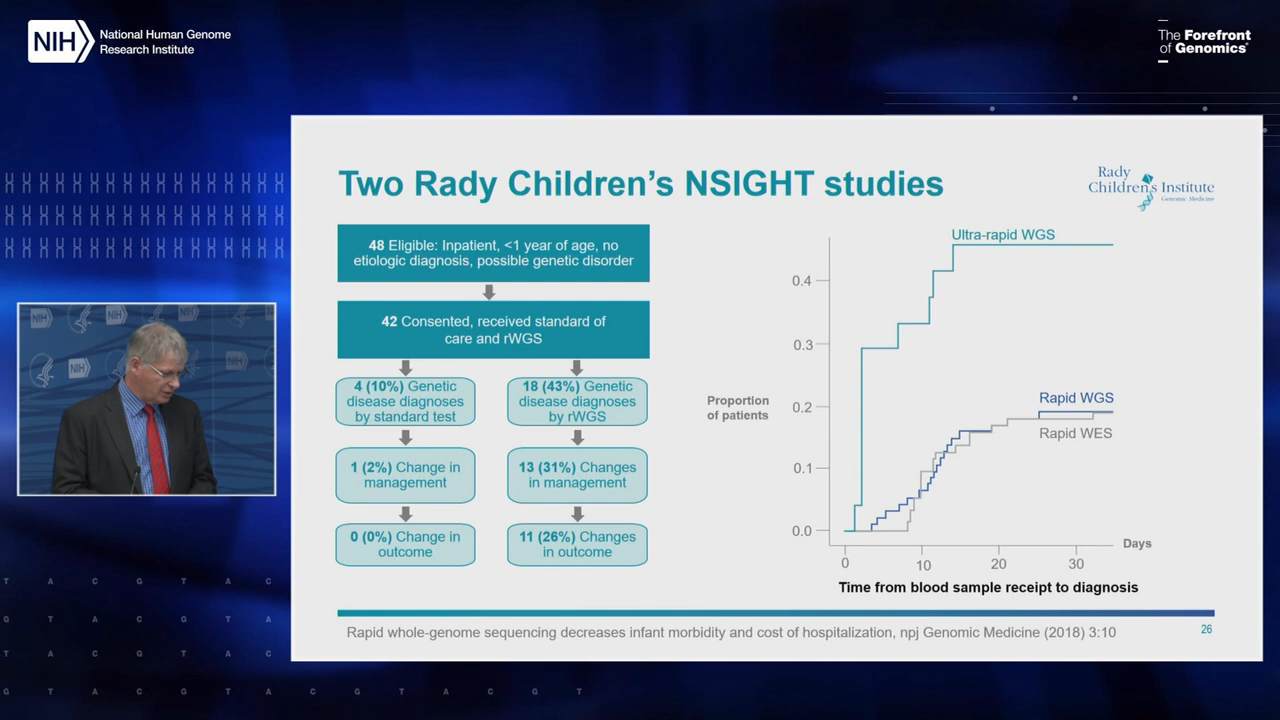 NIH
National Human Genome
Research Institute
The Forefront
of Genomics®
Two Rady Children's NSIGHT studies
Rady
Children's Institute
Genomic Medicine
48 Eligible: Inpatient, <1 year of age, no
etiologic diagnosis, possible genetic disorder
42 Consented, received standard of
care and rWGS
4 (10%) Genetic
disease diagnoses
by standard test
18 (43%) Genetic
disease diagnoses
by rWGS
1 (2%) Change in
management
13 (31%) Changes
in management
0 (0%) Change in
outcome
11 (26%) Changes
in outcome
Ultra-rapid WGS
0.4
0.3
Proportion
of patients
0.2
Rapid WGS
Rapid WES
0.1
0.0
Days
0
10
20
30
Time from blood sample receipt to diagnosis
Rapid whole-genome sequencing decreases infant morbidity and cost of hospitalization, npj Genomic Medicine (2018) 3:10
26
NIH
NIH
NIH
NIH
T A C G T A C
G T A C G T A
T A C G T A C
G T A C G T A C G T A C G T